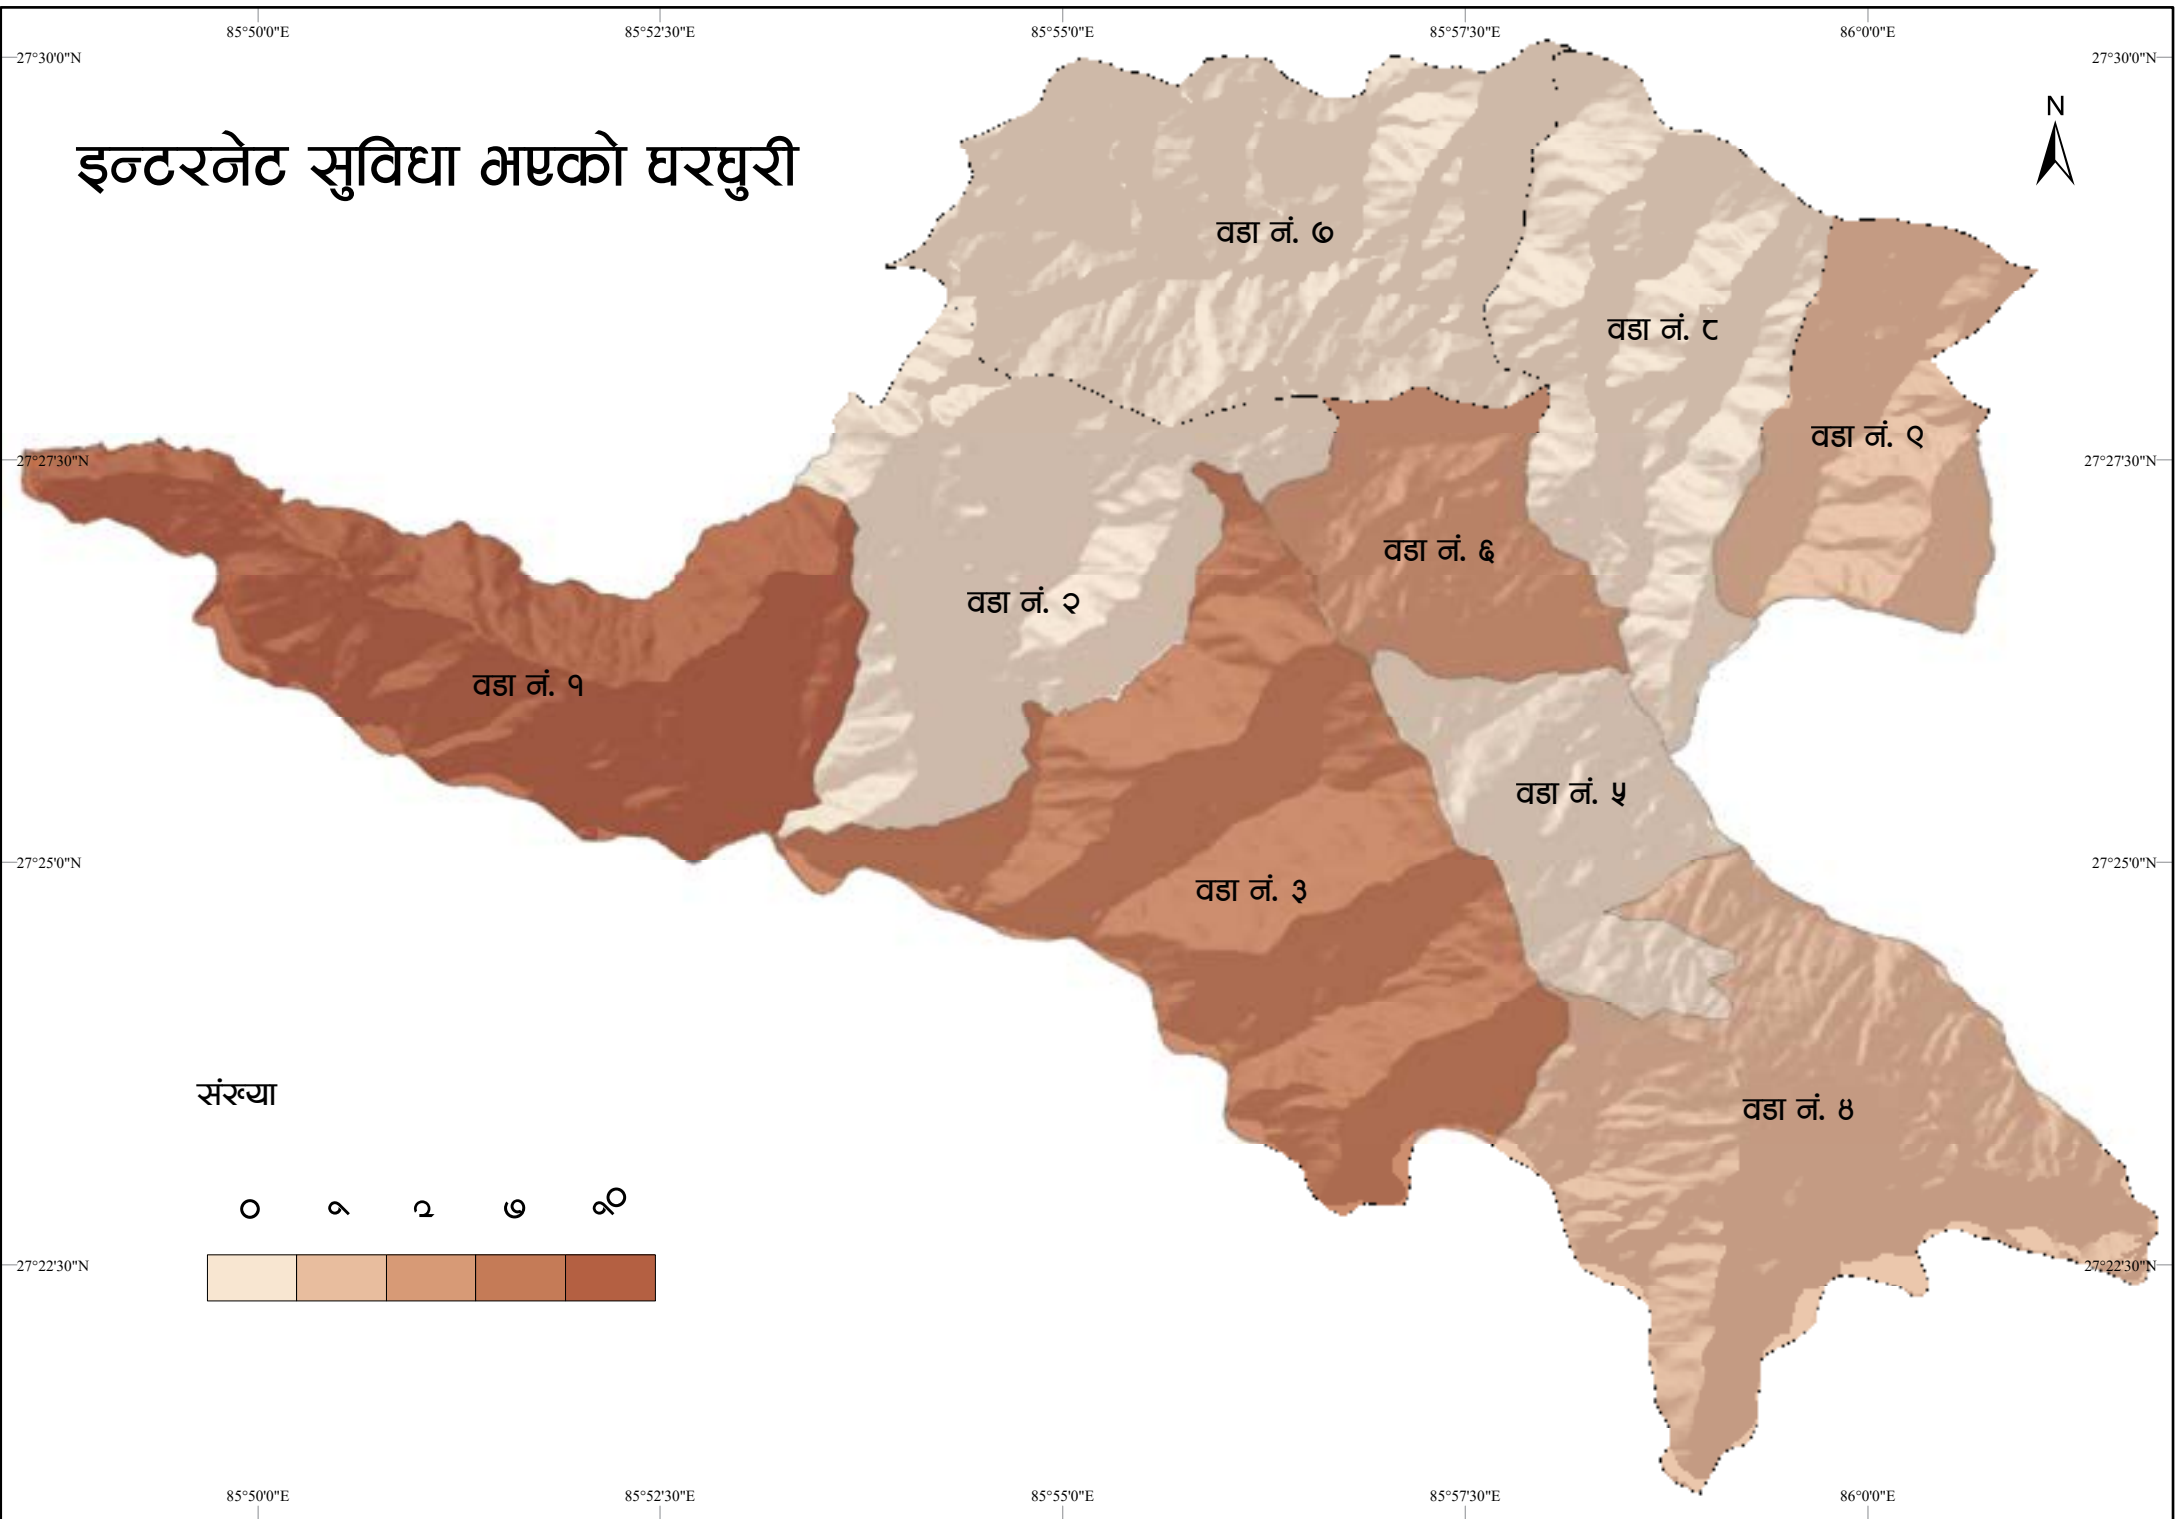 85°50'0"E 85°52'30"E 85°55'0"E 85°57'30"E 86°0'0"E
27°30'0"N 27°30'0"N
N
इन्टरनेट सुविधा भएको घरघुरी
वडा नं. ७
वडा नं. ८
वडा नं. ९
27°27'30"N 27°27'30"N
वडा नं. ६
वडा नं. २
वडा नं. १
वडा नं. ५
27°25'0"N 27°25'0"N
वडा नं. ३
संख्या
वडा नं. ४
० १ २ ७ १०
27°22'30"N 27°22'30"N
85°50'0"E 85°52'30"E 85°55'0"E 85°57'30"E 86°0'0"E